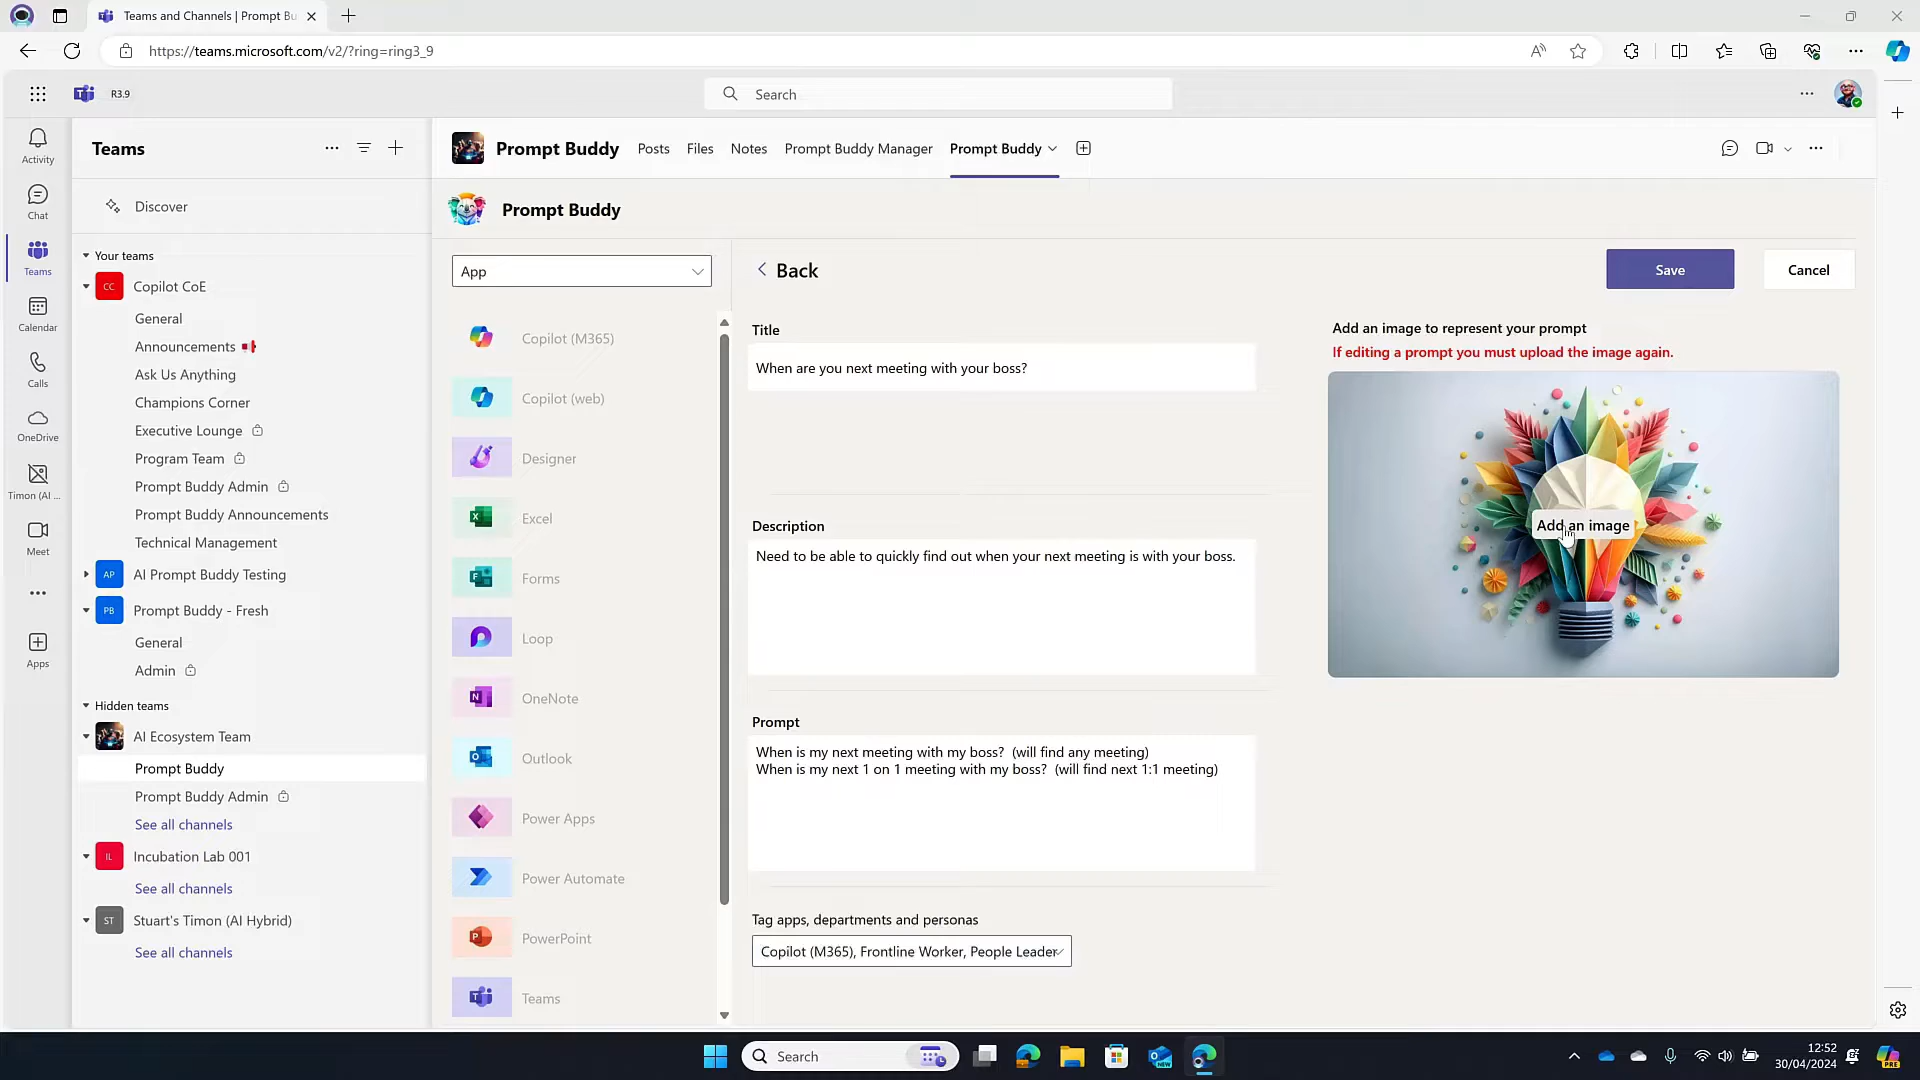 Teams and Channels | Prompt Bu
https://teams.microsoft.com/v2/?ring=ring3_9
R3.9
Search
Activity
Chat
Teams
Calendar
Calls
OneDrive
Timon (AI ...
Meet
Apps
Teams
Discover
Your teams
CC Copilot CoE
General
Announcements
Ask Us Anything
Champions Corner
Executive Lounge
Program Team
Prompt Buddy Admin
Prompt Buddy Announcements
Technical Management
AP AI Prompt Buddy Testing
PB Prompt Buddy - Fresh
General
Admin
Hidden teams
AI Ecosystem Team
Prompt Buddy
Prompt Buddy Admin
See all channels
IL Incubation Lab 001
See all channels
ST Stuart's Timon (AI Hybrid)
See all channels
Prompt Buddy Posts Files Notes Prompt Buddy Manager Prompt Buddy
Prompt Buddy
App
Copilot (M365)
Copilot (web)
Designer
Excel
Forms
Loop
OneNote
Outlook
Power Apps
Power Automate
PowerPoint
Teams
Back
Save
Cancel
Title
When are you next meeting with your boss?
Description
Need to be able to quickly find out when your next meeting is with your boss.
Prompt
When is my next meeting with my boss? (will find any meeting)
When is my next 1 on 1 meeting with my boss? (will find next 1:1 meeting)
Tag apps, departments and personas
Copilot (M365), Frontline Worker, People Leader
Add an image to represent your prompt
If editing a prompt you must upload the image again.
Add an image
Search
12:52
30/04/2024
PRE